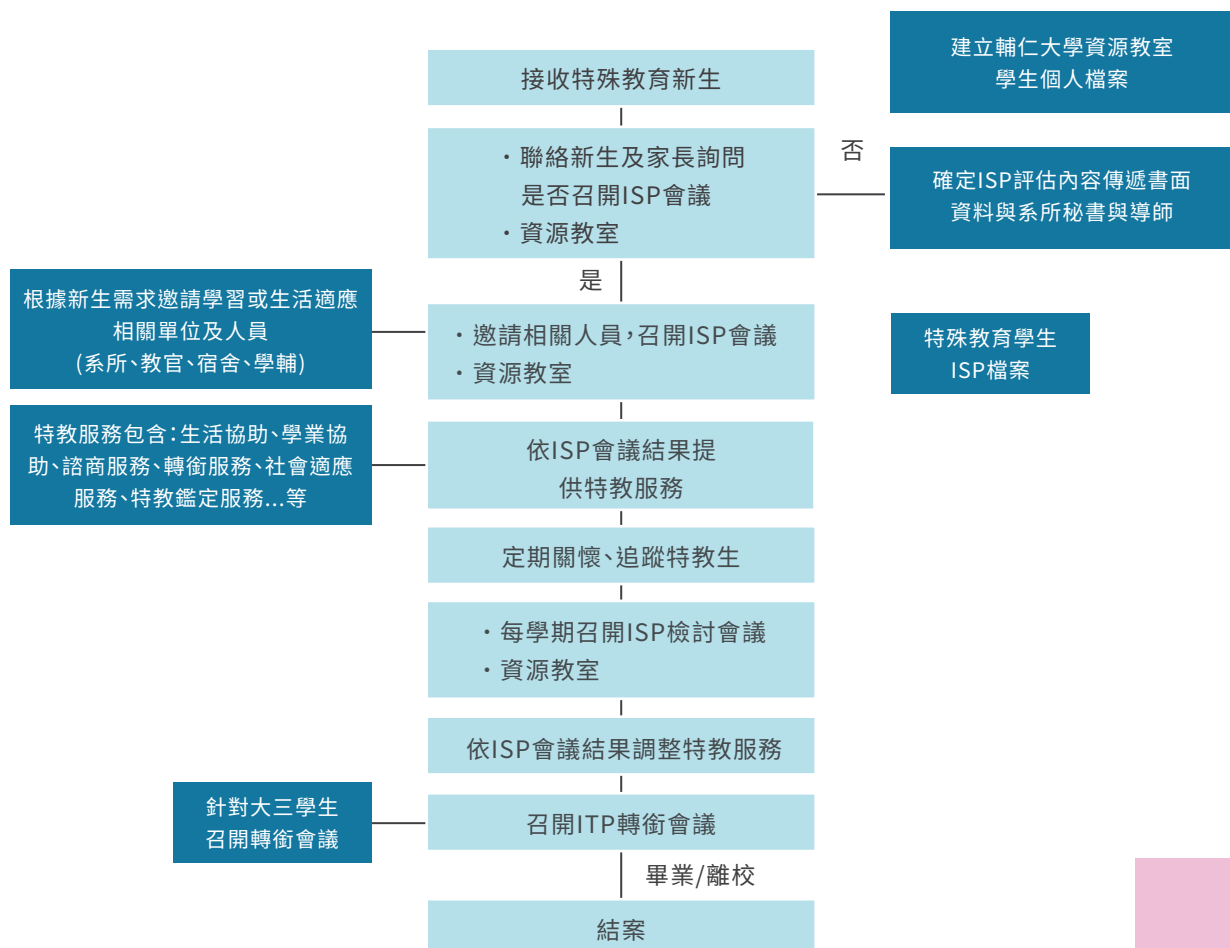 接收特殊教育新生
建立輔仁大學資源教室
學生個人檔案
・聯絡新生及家長詢問
是否召開ISP會議
・資源教室
否
確定ISP評估內容傳遞書面
資料與系所秘書與導師
是
根據新生需求邀請學習或生活適應
相關單位及人員
(系所、教官、宿舍、學輔)
・邀請相關人員，召開ISP會議
・資源教室
特殊教育學生
ISP檔案
特教服務包含：生活協助、學業協
助、諮商服務、轉銜服務、社會適應
服務、特教鑑定服務...等
依ISP會議結果提
供特教服務
定期關懷、追蹤特教生
・每學期召開ISP檢討會議
・資源教室
依ISP會議結果調整特教服務
針對大三學生
召開轉銜會議
召開ITP轉銜會議
畢業/離校
結案